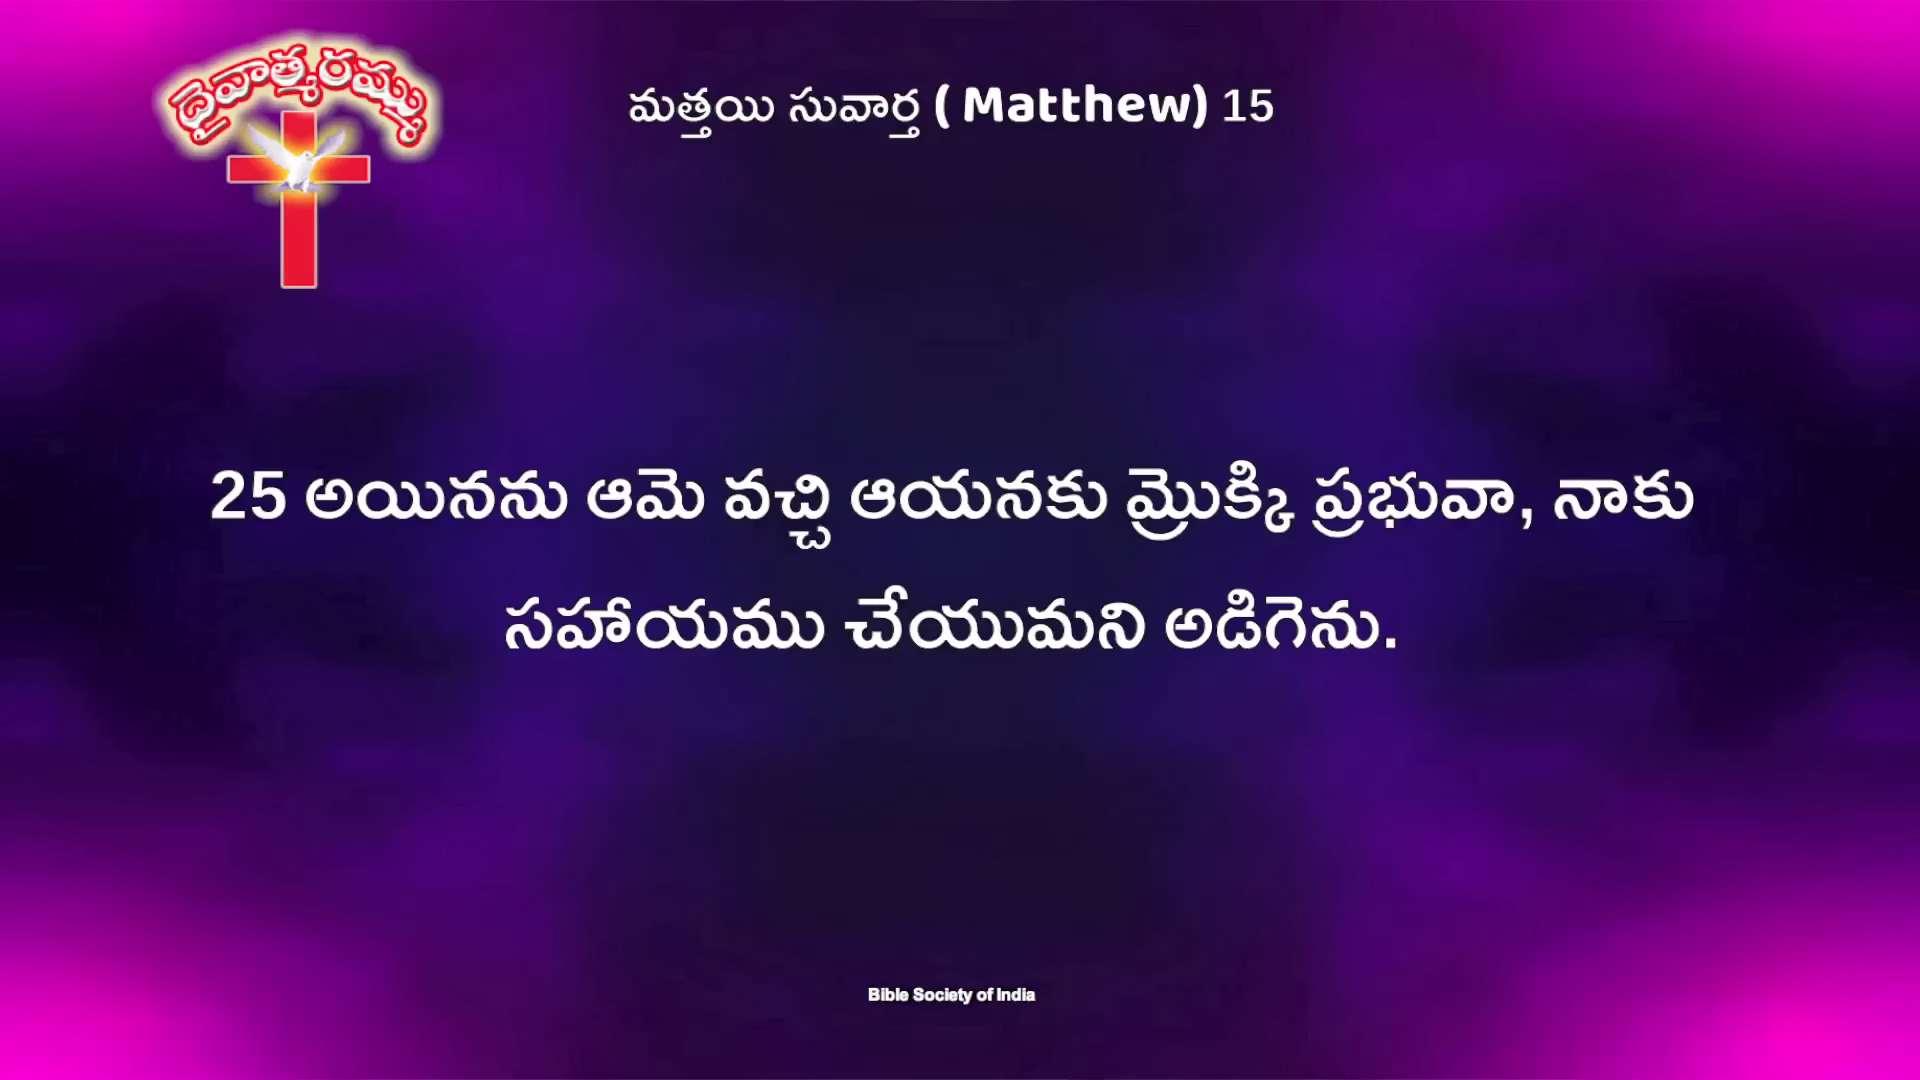 దైవాత్మరమ్ము
మత్తయి సువార్త ( Matthew) 15
25 అయినను ఆమె వచ్చి ఆయనకు మ్రొక్కి ప్రభువా, నాకు
సహాయము చేయుమని అడిగెను.
Bible Society of India